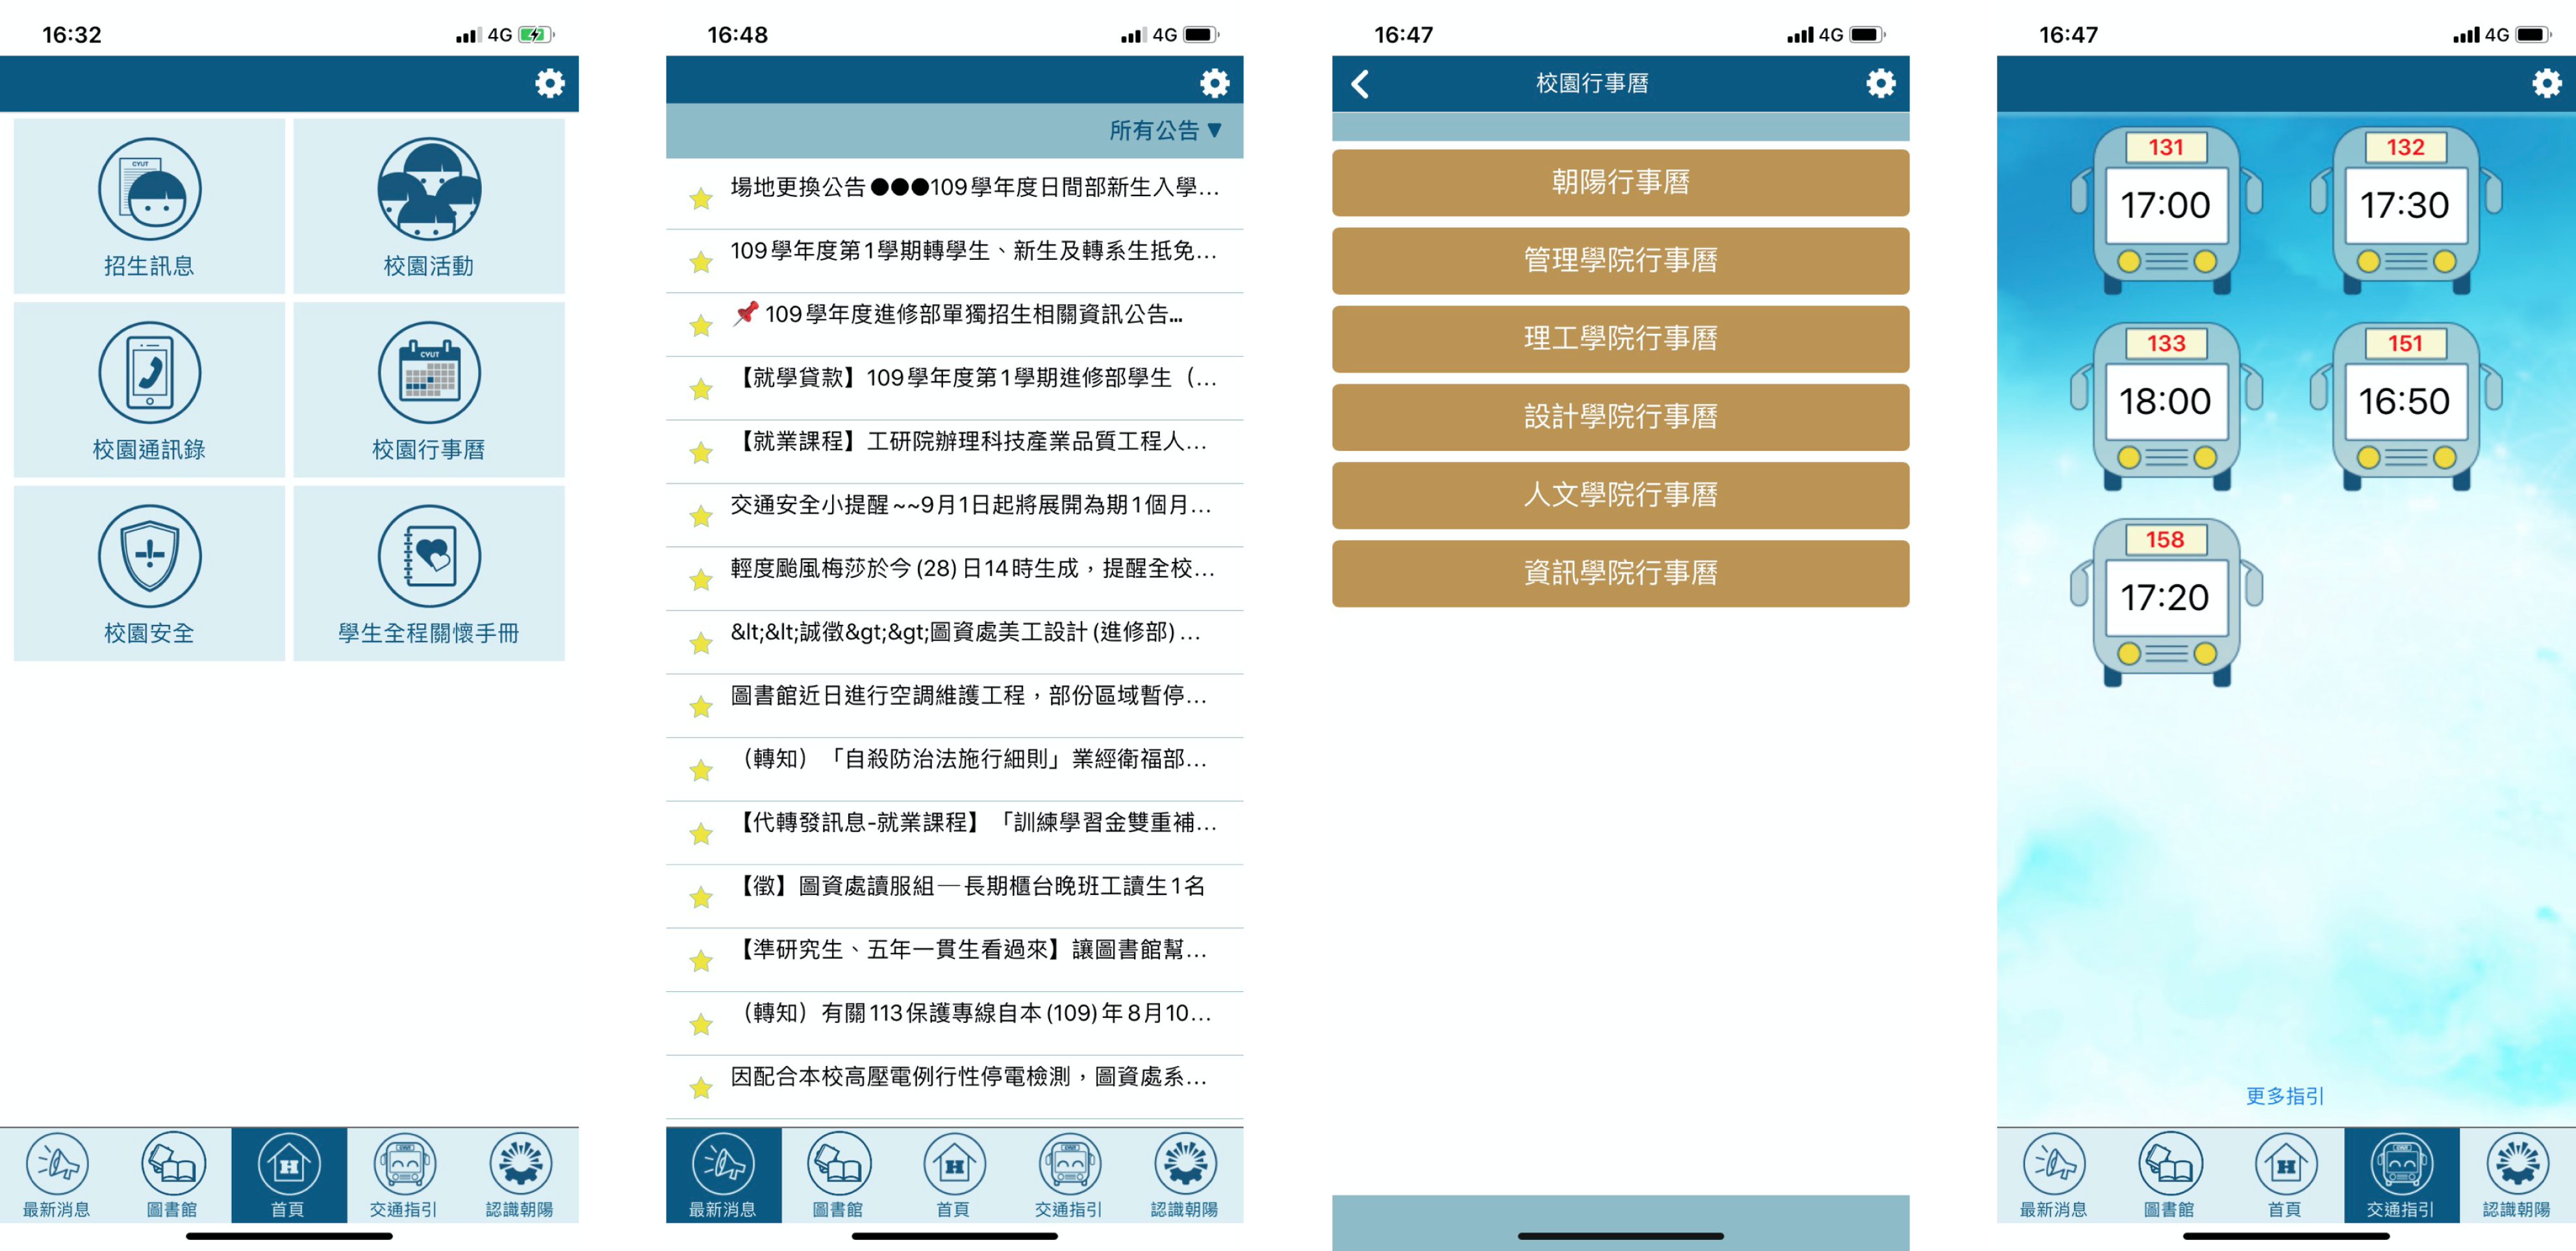 16:32
4G
CYUT
招生訊息
校園活動
校園通訊錄
CYUT
校園行事曆
校園安全
學生全程關懷手冊
最新消息
圖書館
H
首頁
交通指引
認識朝陽
16:48
4G
所有公告▼
場地更換公告●●●109學年度日間部新生入學...
109學年度第1學期轉學生、新生及轉系生抵免...
📌 109學年度進修部單獨招生相關資訊公告...
【就學貸款】109學年度第1學期進修部學生（...
【就業課程】工研院辦理科技產業品質工程人...
交通安全小提醒~~9月1日起將展開為期1個月...
輕度颱風梅莎於今(28)日14時生成，提醒全校...
&lt;&lt;誠徵&gt;&gt;圖資處美工設計(進修部)...
圖書館近日進行空調維護工程，部份區域暫停...
（轉知）「自殺防治法施行細則」業經衛福部...
【代轉發訊息-就業課程】「訓練學習金雙重補...
【徵】圖資處讀服組—長期櫃台晚班工讀生1名
【準研究生、五年一貫生看過來】讓圖書館幫...
（轉知）有關113保護專線自本(109)年8月10...
因配合本校高壓電例行性停電檢測，圖資處系...
最新消息
圖書館
H
首頁
交通指引
認識朝陽
16:47
4G
校園行事曆
朝陽行事曆
管理學院行事曆
理工學院行事曆
設計學院行事曆
人文學院行事曆
資訊學院行事曆
16:47
4G
131
17:00
132
17:30
133
18:00
151
16:50
158
17:20
更多指引
最新消息
圖書館
H
首頁
交通指引
認識朝陽